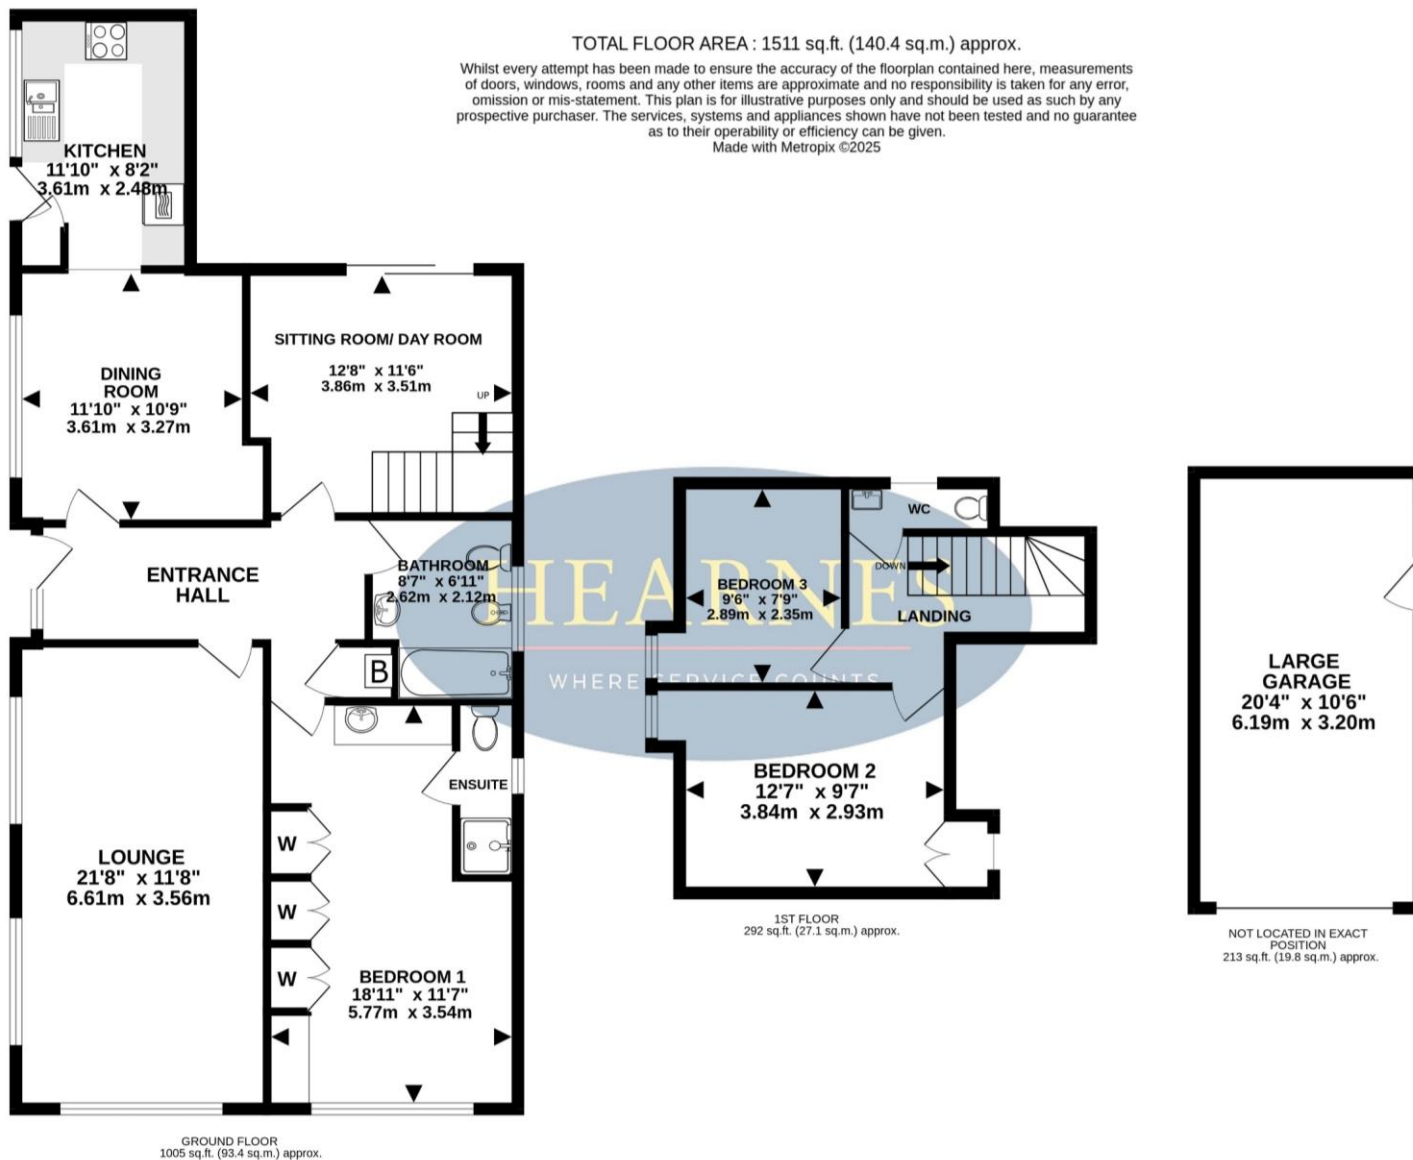 TOTAL FLOOR AREA : 1511 sq.ft. (140.4 sq.m.) approx.
Whilst every attempt has been made to ensure the accuracy of the floorplan contained here, measurements
of doors, windows, rooms and any other items are approximate and no responsibility is taken for any error,
omission or mis-statement. This plan is for illustrative purposes only and should be used as such by any
prospective purchaser. The services, systems and appliances shown have not been tested and no guarantee
as to their operability or efficiency can be given.
Made with Metropix ©2025
KITCHEN
11'10" x 8'2"
3.61m x 2.48m
DINING
ROOM
11'10" x 10'9"
3.61m x 3.27m
SITTING ROOM/ DAY ROOM
12'8" x 11'6"
3.86m x 3.51m
UP
ENTRANCE
HALL
BATHROOM
8'7" x 6'11"
2.62m x 2.12m
B
ENSUITE
W
W
W
LOUNGE
21'8" x 11'8"
6.61m x 3.56m
BEDROOM 1
18'11" x 11'7"
5.77m x 3.54m
GROUND FLOOR
1005 sq.ft. (93.4 sq.m.) approx.
HEARNES
WHERE SERVICE COUNTS
WC
DOWN
LANDING
BEDROOM 3
9'6" x 7'9"
2.89m x 2.35m
BEDROOM 2
12'7" x 9'7"
3.84m x 2.93m
1ST FLOOR
292 sq.ft. (27.1 sq.m.) approx.
LARGE
GARAGE
20'4" x 10'6"
6.19m x 3.20m
NOT LOCATED IN EXACT
POSITION
213 sq.ft. (19.8 sq.m.) approx.